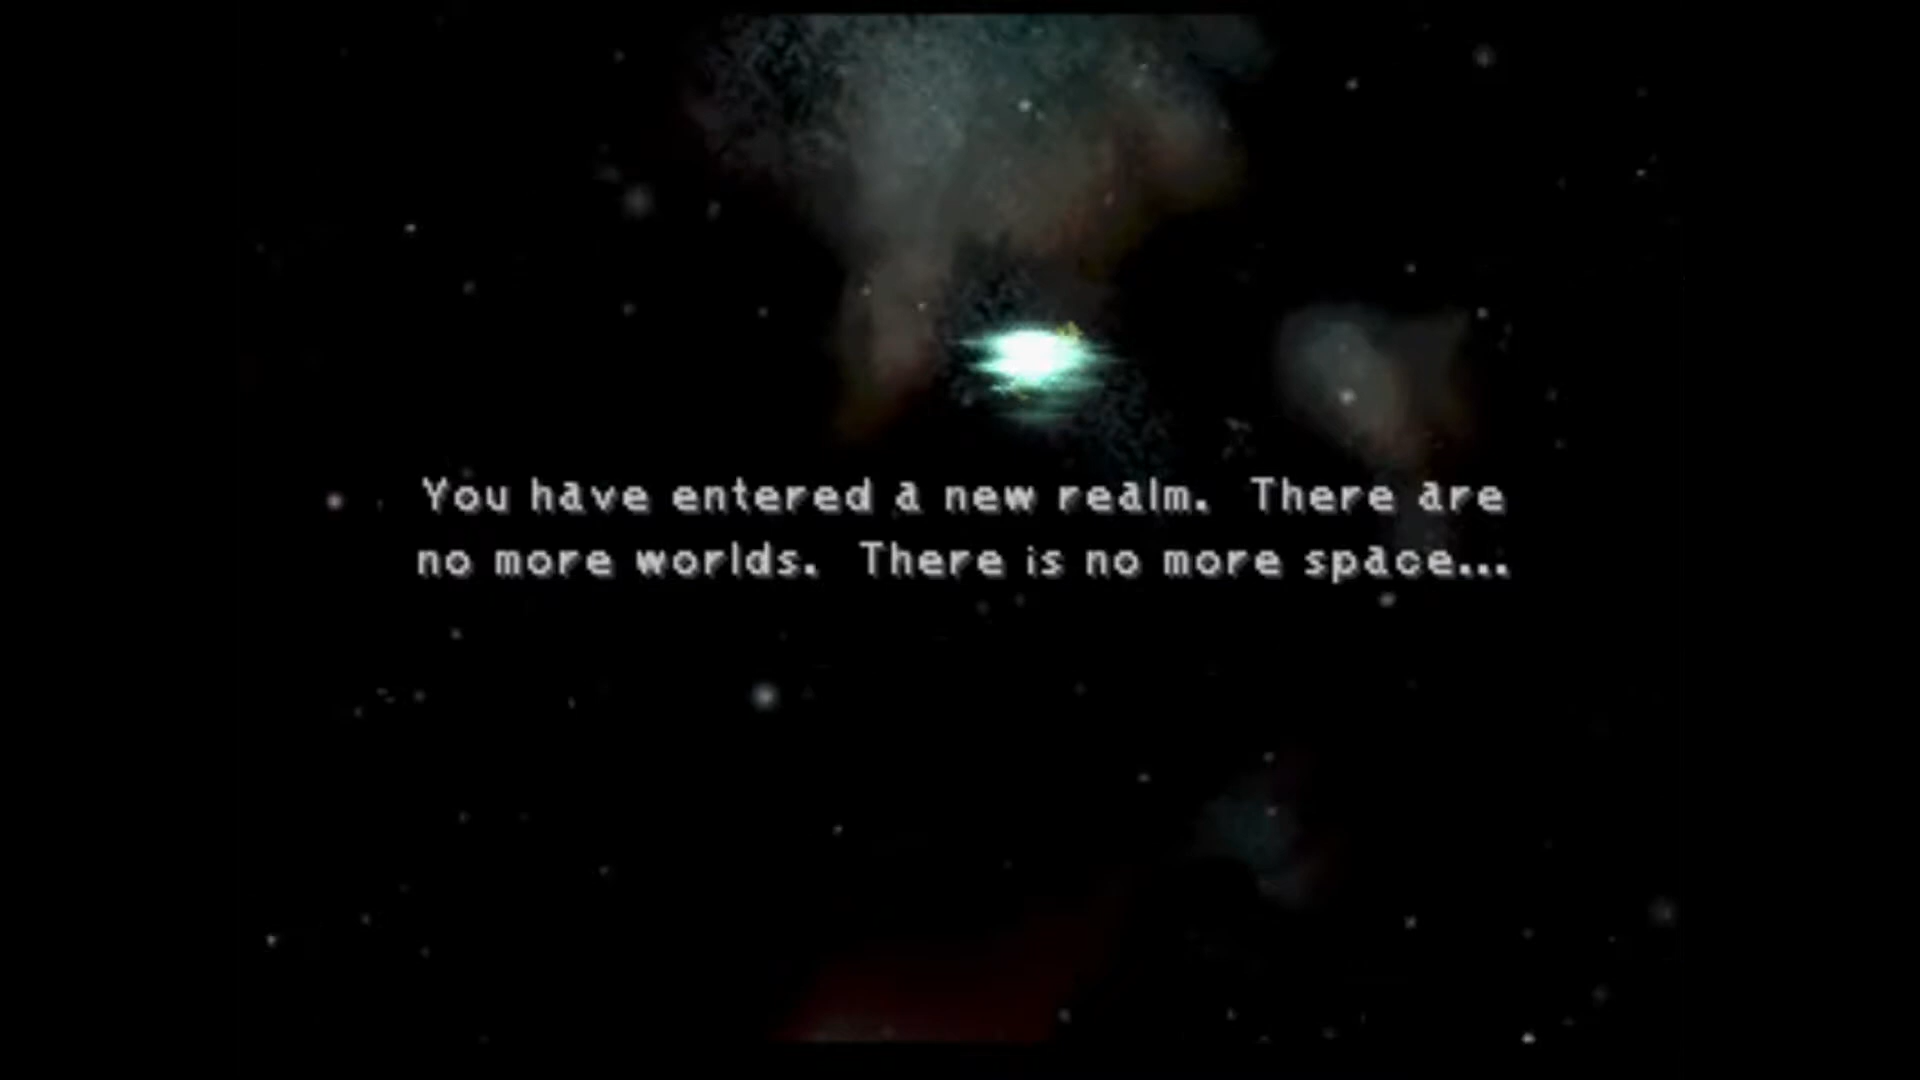 You have entered a new realm.  There are
no more worlds.  There is no more space...